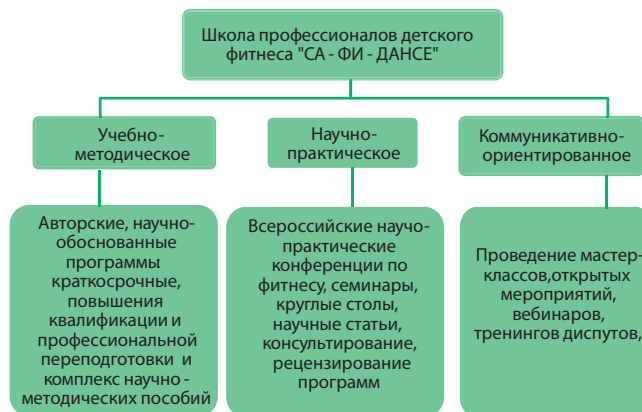 Школа профессионалов детского
фитнеса "СА - ФИ - ДАНСЕ"
Учебно-
методическое
Научно-
практическое
Коммуникативно-
ориентированное
Авторские, научно-
обоснованные
программы
краткосрочные,
повышения
квалификации и
профессиональной
переподготовки и
комплекс научно -
методических пособий
Всероссийские научо-
практические
конференции по
фитнесу, семинары,
круглые столы,
научные статьи,
консультирование,
рецензирование
программ
Проведение мастер-
классов,открытых
мероприятий,
вебинаров,
тренингов диспутов,